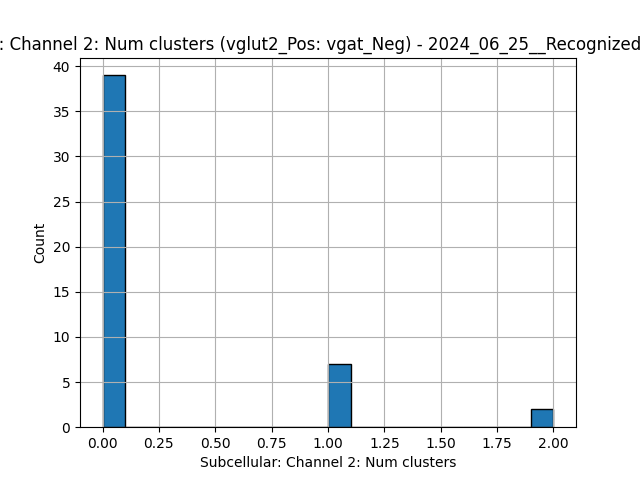 : Channel 2: Num clusters (vglut2_Pos: vgat_Neg) - 2024_06_25__Recognized
40
35
30
25
20
15
10
5
0
Count
0.00 0.25 0.50 0.75 1.00 1.25 1.50 1.75 2.00
Subcellular: Channel 2: Num clusters